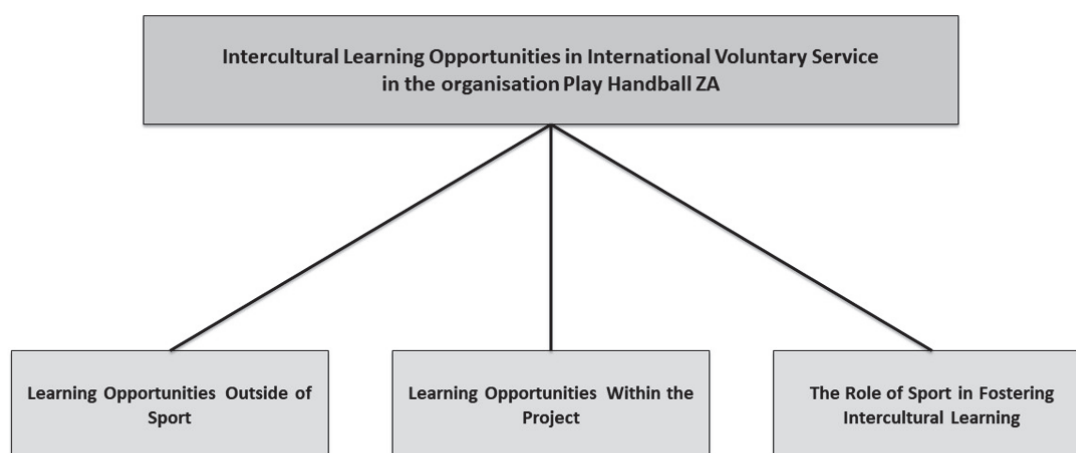 Intercultural Learning Opportunities in International Voluntary Service
in the organisation Play Handball ZA
Learning Opportunities Outside of
Sport
Learning Opportunities Within the
Project
The Role of Sport in Fostering
Intercultural Learning